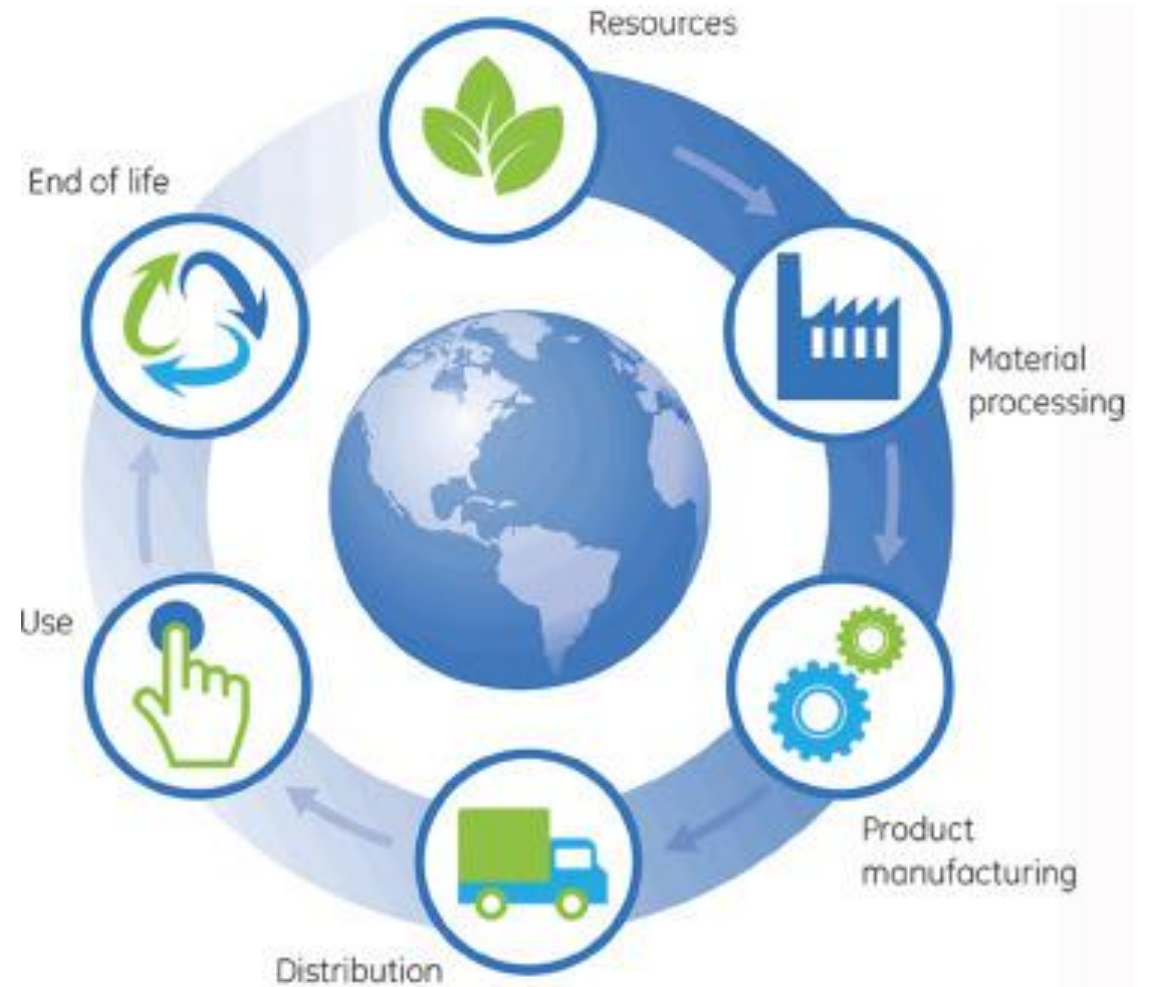 Resources
End of life
Material
processing
Use
Product
manufacturing
Distribution